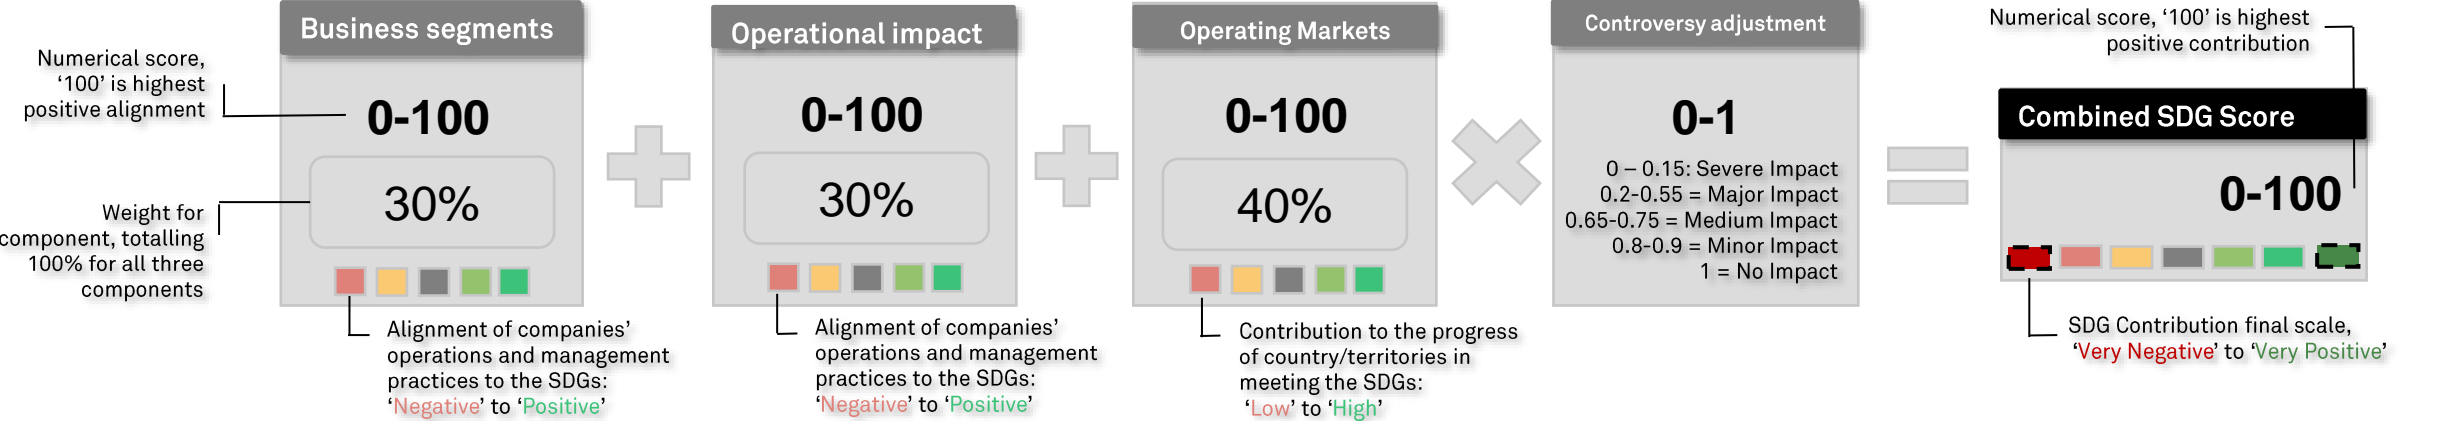 Business segments
Numerical score,
‘100’ is highest
positive alignment
0-100
30%
Weight for
component, totalling
100% for all three
components
Alignment of companies’
operations and management
practices to the SDGs:
‘Negative’ to ‘Positive’
Operational impact
0-100
30%
Alignment of companies’
operations and management
practices to the SDGs:
‘Negative’ to ‘Positive’
Operating Markets
0-100
40%
Contribution to the progress
of country/territories in
meeting the SDGs:
‘Low’ to ‘High’
Controversy adjustment
0-1
0 – 0.15: Severe Impact
0.2-0.55 = Major Impact
0.65-0.75 = Medium Impact
0.8-0.9 = Minor Impact
1 = No Impact
Numerical score, ‘100’ is highest
positive contribution
Combined SDG Score
0-100
SDG Contribution final scale,
‘Very Negative’ to ‘Very Positive’